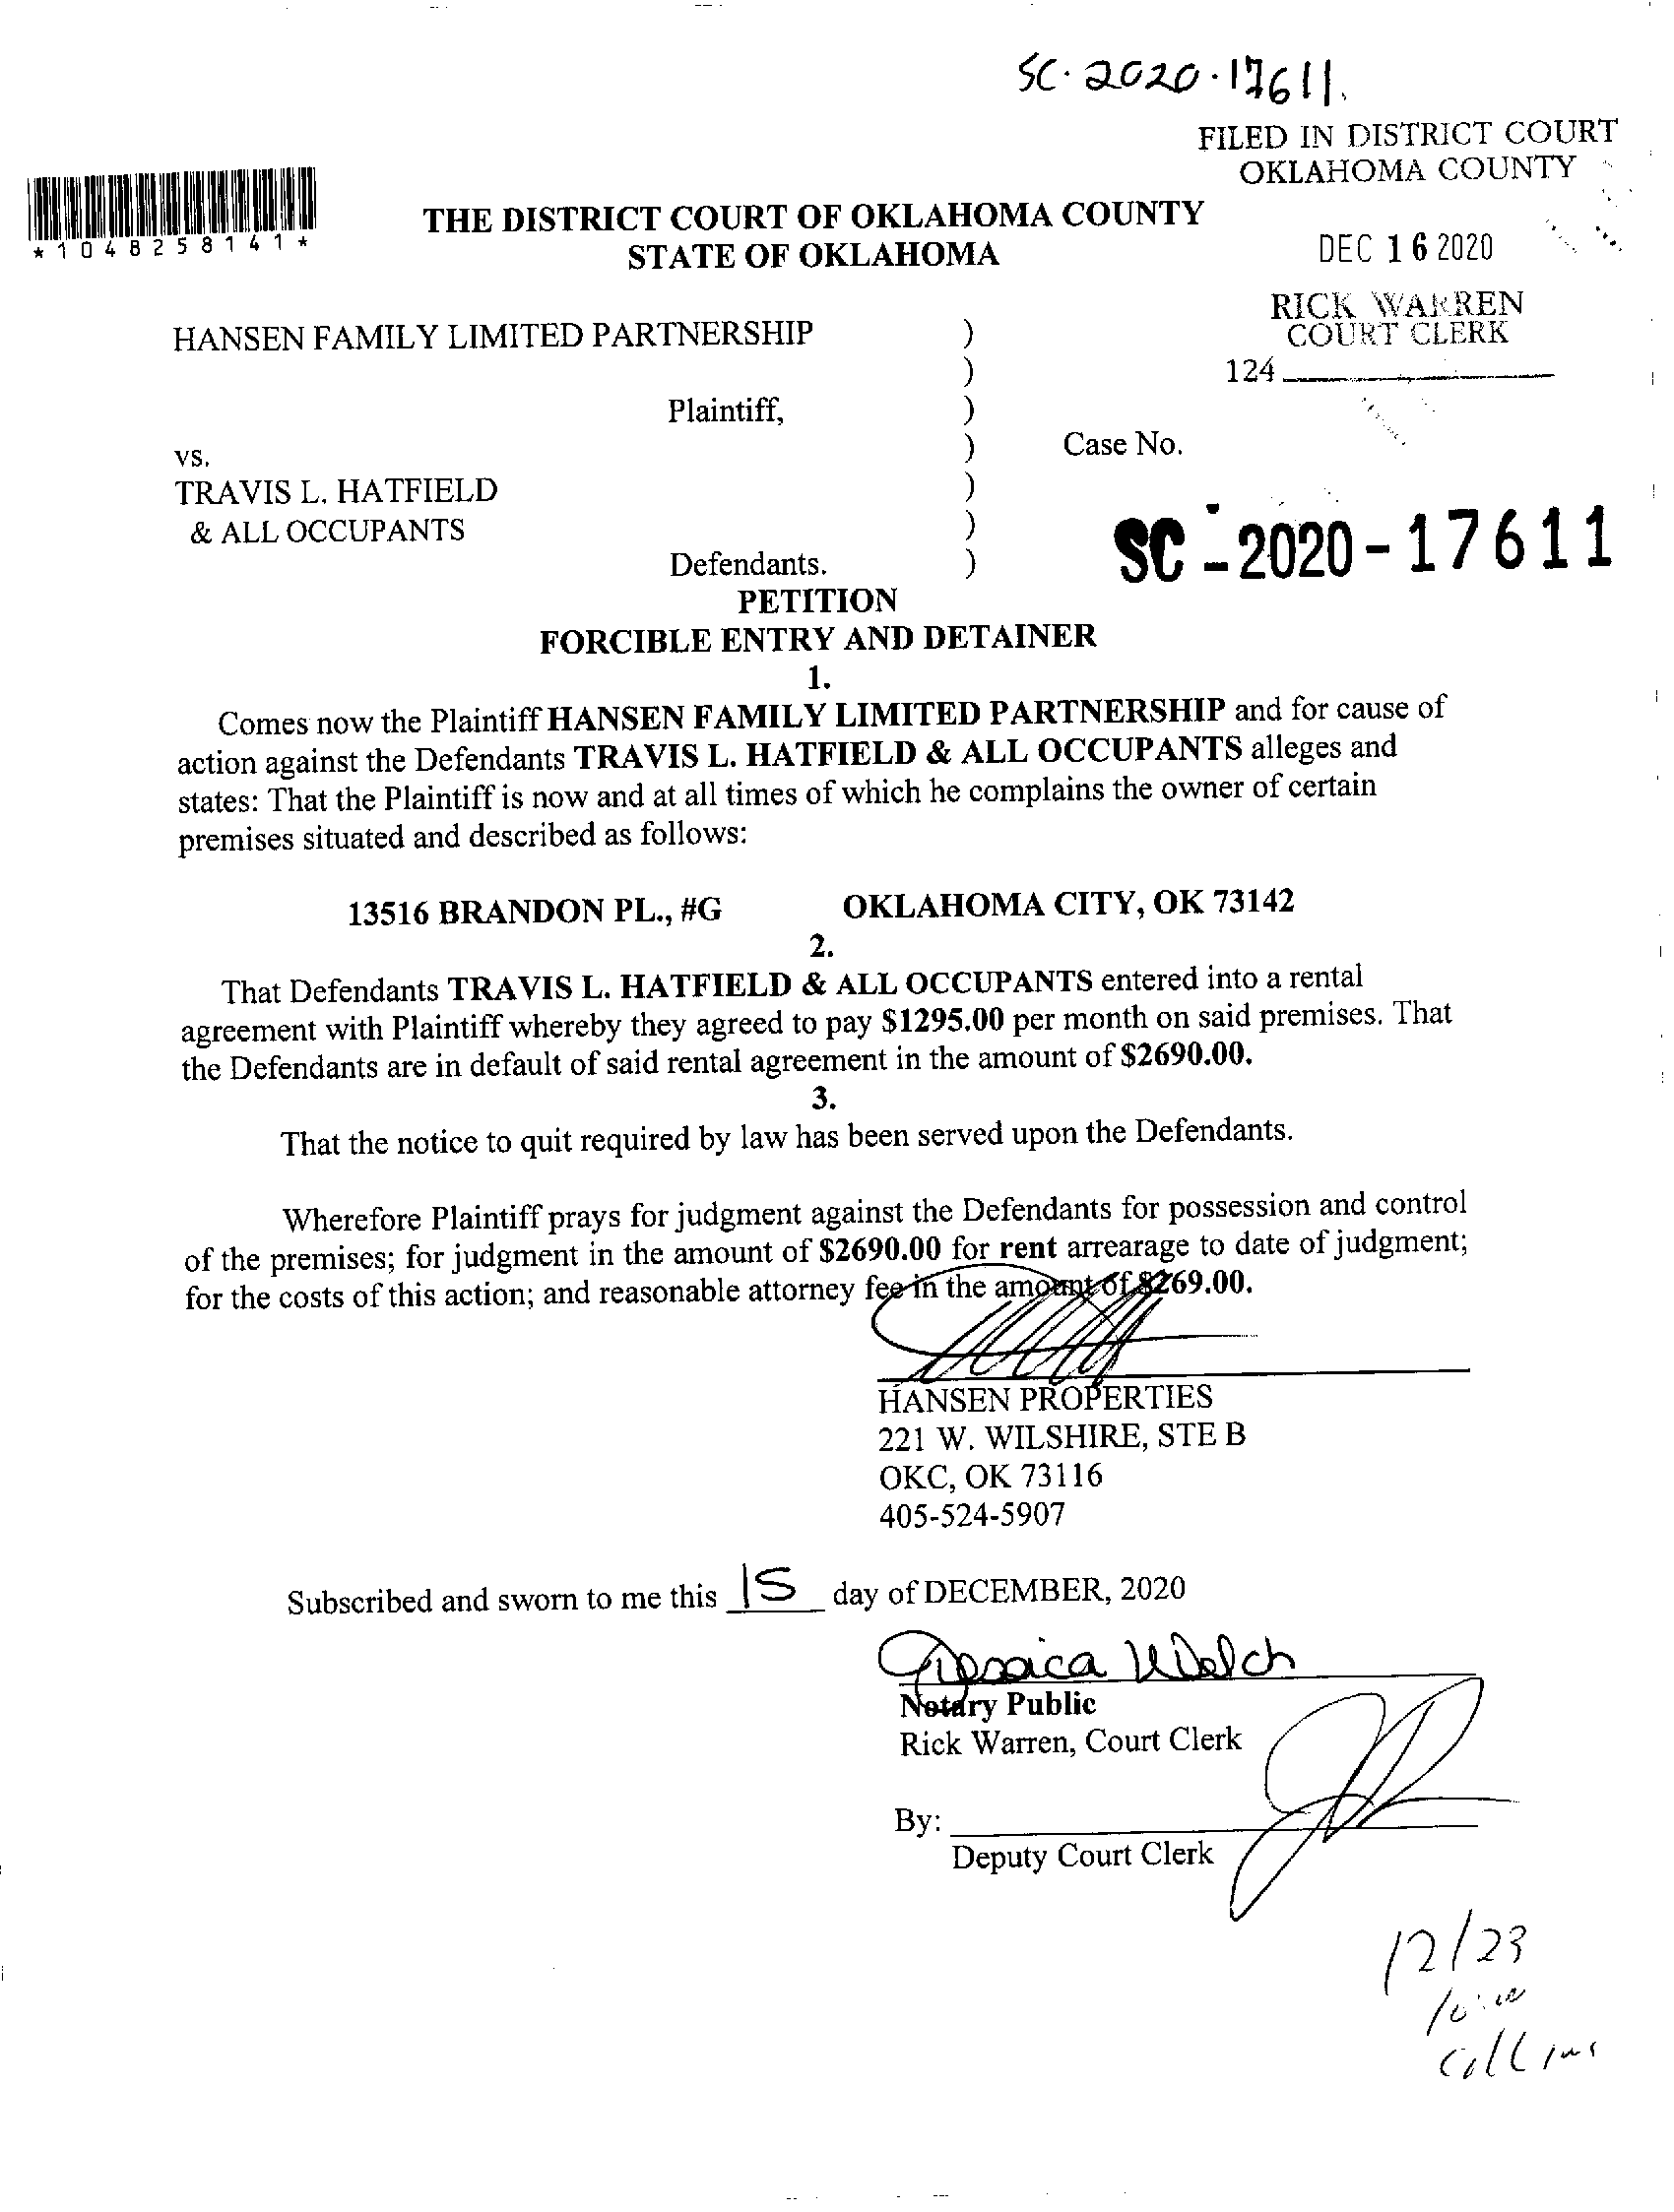 SC-2020-17611
FILED IN DISTRICT COURT
OKLAHOMA COUNTY
*1048258141*
THE DISTRICT COURT OF OKLAHOMA COUNTY
STATE OF OKLAHOMA
DEC 16 2020
RICK WARREN
COURT CLERK
124
HANSEN FAMILY LIMITED PARTNERSHIP )
)
Plaintiff, )
vs. ) Case No.
TRAVIS L. HATFIELD )
& ALL OCCUPANTS )
Defendants. )
SC - 2020 - 17611
PETITION
FORCIBLE ENTRY AND DETAINER
1.
Comes now the Plaintiff HANSEN FAMILY LIMITED PARTNERSHIP and for cause of
action against the Defendants TRAVIS L. HATFIELD & ALL OCCUPANTS alleges and
states: That the Plaintiff is now and at all times of which he complains the owner of certain
premises situated and described as follows:
13516 BRANDON PL., #G OKLAHOMA CITY, OK 73142
2.
That Defendants TRAVIS L. HATFIELD & ALL OCCUPANTS entered into a rental
agreement with Plaintiff whereby they agreed to pay $1295.00 per month on said premises. That
the Defendants are in default of said rental agreement in the amount of $2690.00.
3.
That the notice to quit required by law has been served upon the Defendants.
Wherefore Plaintiff prays for judgment against the Defendants for possession and control
of the premises; for judgment in the amount of $2690.00 for rent arrearage to date of judgment;
for the costs of this action; and reasonable attorney fee in the amount of $269.00.
HANSEN PROPERTIES
221 W. WILSHIRE, STE B
OKC, OK 73116
405-524-5907
Subscribed and sworn to me this 15 day of DECEMBER, 2020
Jessica Welch
Notary Public
Rick Warren, Court Clerk
By:
Deputy Court Clerk
12/23
Collins